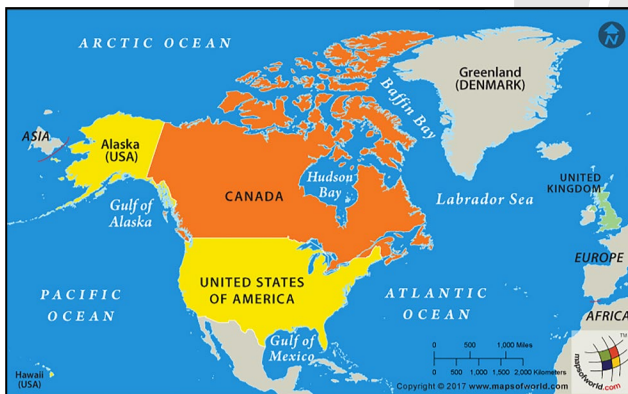 ARCTIC OCEAN
N
Greenland
(DENMARK)
Baffin Bay
ASIA
Alaska
(USA)
Hudson
Bay
UNITED
KINGDOM
CANADA
Labrador Sea
Gulf of
Alaska
EUROPE
UNITED STATES
OF AMERICA
PACIFIC
OCEAN
ATLANTIC
OCEAN
AFRICA
Gulf of
Mexico
0 500 1,000 Miles
0 500 1,000 1,500 2,000 Kilometers
Hawaii
(USA)
TM
mapsofworld.com
Copyright © 2017 www.mapsofworld.com